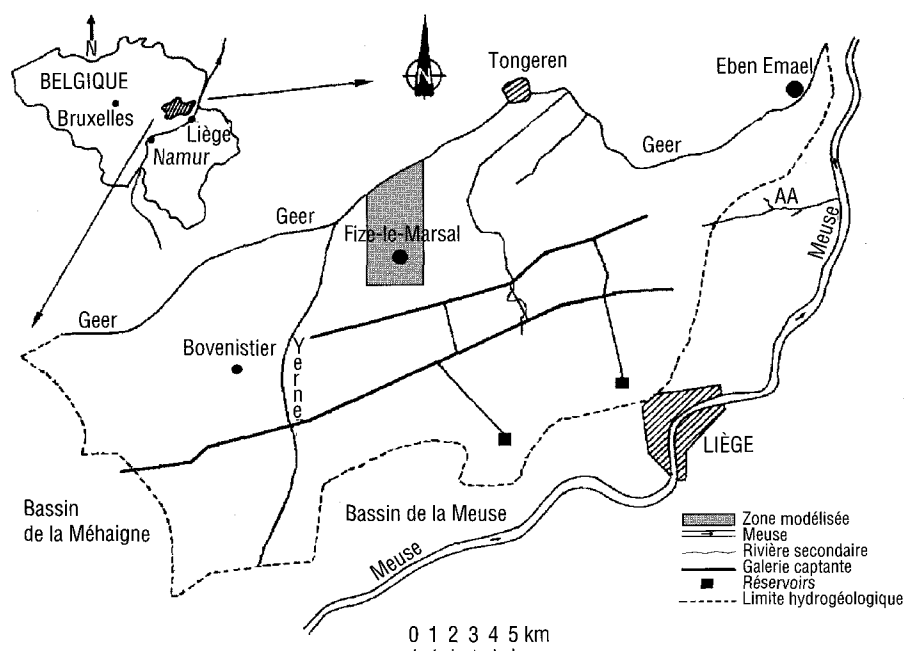 N
BELGIQUE
Bruxelles
Liège
Namur
N
Tongeren
Eben Emael
Geer
AA
Meuse
Geer
Fize-le-Marsal
Geer
Bovenistier
Yerne
LIÈGE
Bassin
de la Méhaigne
Bassin de la Meuse
Meuse
Zone modélisée
Meuse
Rivière secondaire
Galerie captante
Réservoirs
Limite hydrogéologique
0 1 2 3 4 5 km